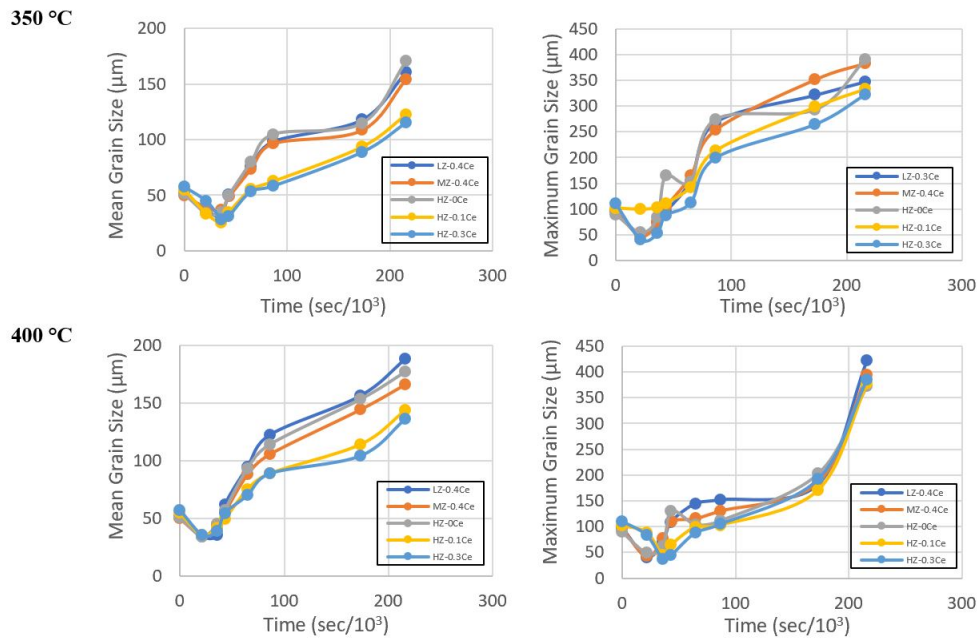 350 °C
Mean Grain Size (µm)
200
150
100
50
0
LZ-0.4Ce
MZ-0.4Ce
HZ-0Ce
HZ-0.1Ce
HZ-0.3Ce
0 100 200 300
Time (sec/10³)
Maximum Grain Size (µm)
450
400
350
300
250
200
150
100
50
0
LZ-0.3Ce
MZ-0.4Ce
HZ-0Ce
HZ-0.1Ce
HZ-0.3Ce
0 100 200 300
Time (sec/10³)
400 °C
Mean Grain Size (µm)
200
150
100
50
0
LZ-0.4Ce
MZ-0.4Ce
HZ-0Ce
HZ-0.1Ce
HZ-0.3Ce
0 100 200 300
Time (sec/10³)
Maximum Grain Size (µm)
450
400
350
300
250
200
150
100
50
0
LZ-0.4Ce
MZ-0.4Ce
HZ-0Ce
HZ-0.1Ce
HZ-0.3Ce
0 100 200 300
Time (sec/10³)